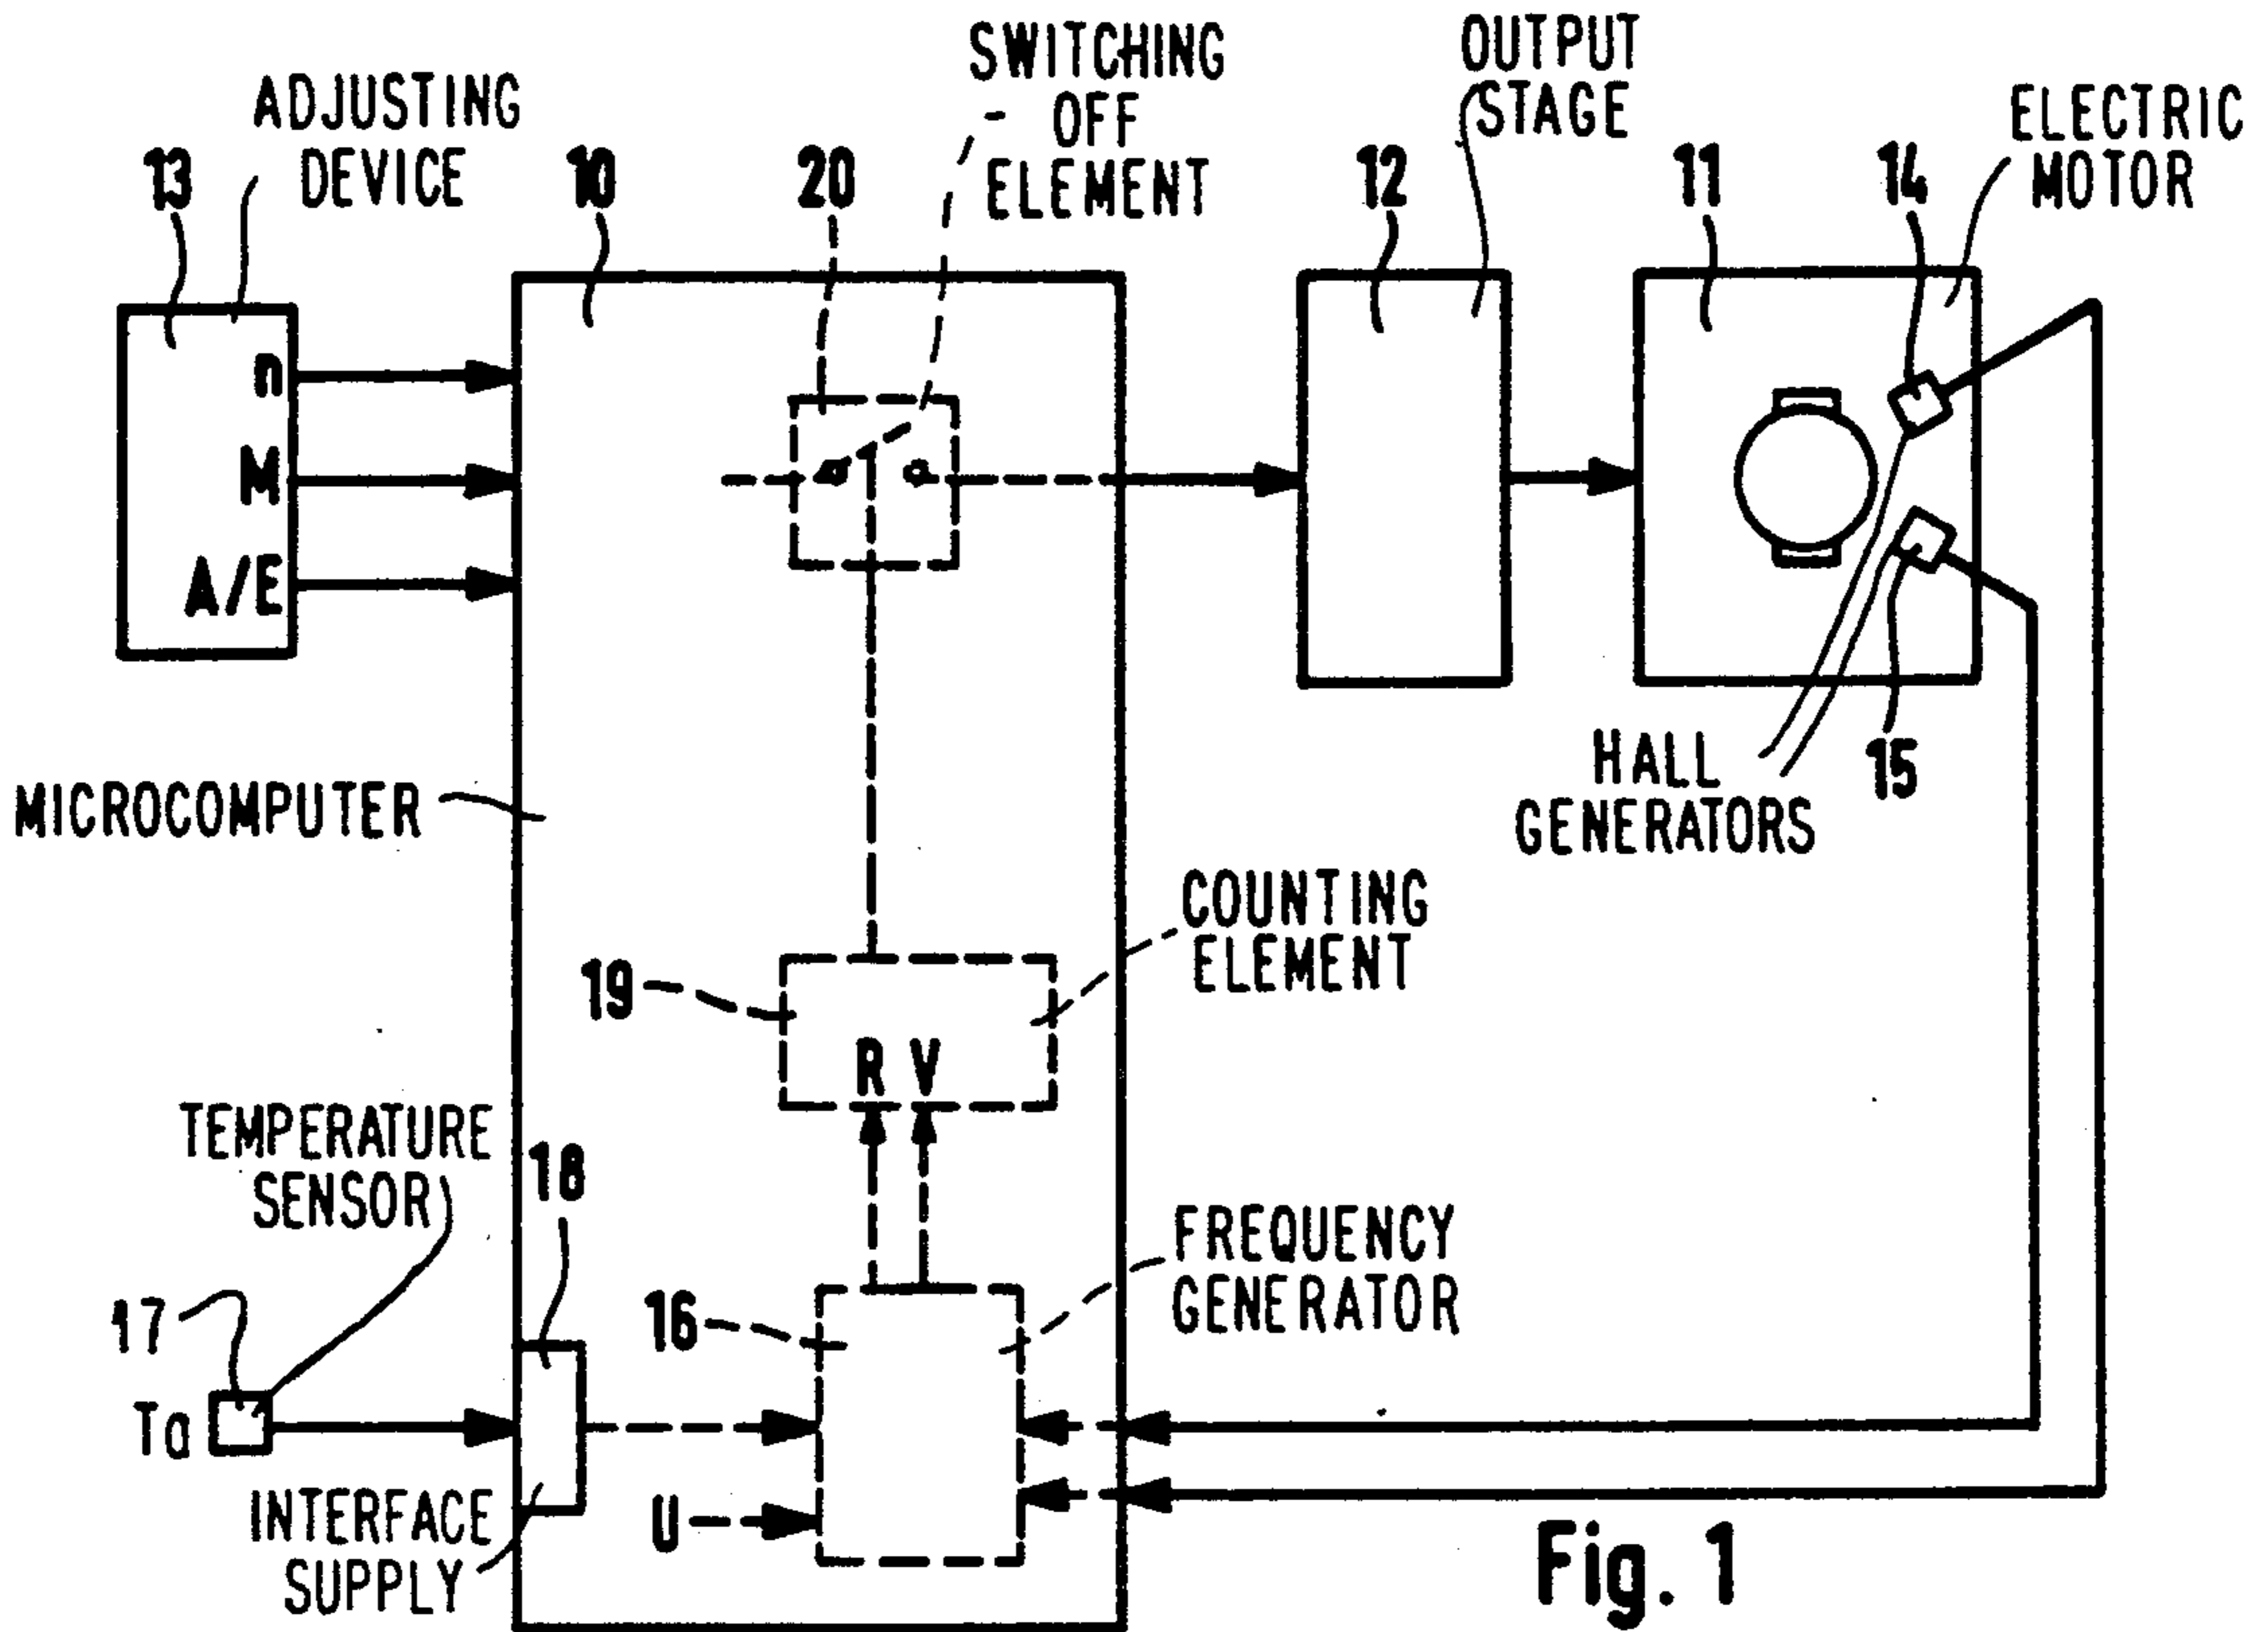 SWITCHING
OFF
ELEMENT
OUTPUT
STAGE
ADJUSTING
DEVICE
ELECTRIC
MOTOR
13
10
20
12
11
14
n
M
A/E
MICROCOMPUTER
HALL
GENERATORS
15
COUNTING
ELEMENT
19
R V
TEMPERATURE
SENSOR
18
FREQUENCY
GENERATOR
17
16
Ta
INTERFACE
SUPPLY
U
Fig. 1